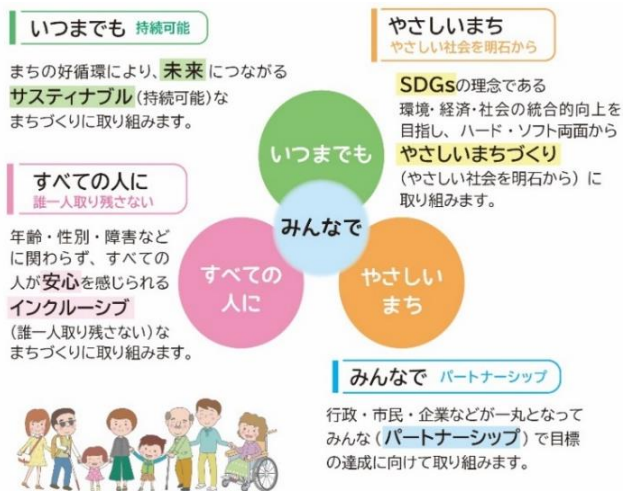 いつまでも 持続可能
まちの好循環により、未来につながる
サスティナブル(持続可能)な
まちづくりに取り組みます。
やさしいまち
やさしい社会を明石から
SDGsの理念である
環境・経済・社会の統合的向上を
目指し、ハード・ソフト両面から
やさしいまちづくり
(やさしい社会を明石から)に
取り組みます。
すべての人に
誰一人取り残さない
年齢・性別・障害など
に関わらず、すべての
人が安心を感じられる
インクルーシブ
(誰一人取り残さない)な
まちづくりに取り組みます。
いつまでも
みんなで
すべての
人に
やさしい
まち
みんなで パートナーシップ
行政・市民・企業などが一丸となって
みんな(パートナーシップ)で目標
の達成に向けて取り組みます。